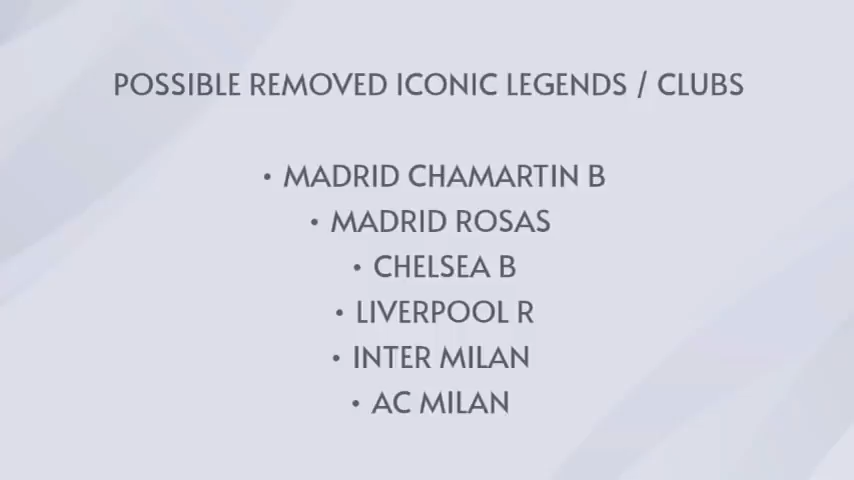 POSSIBLE REMOVED ICONIC LEGENDS / CLUBS
• MADRID CHAMARTIN B
• MADRID ROSAS
• CHELSEA B
• LIVERPOOL R
• INTER MILAN
• AC MILAN